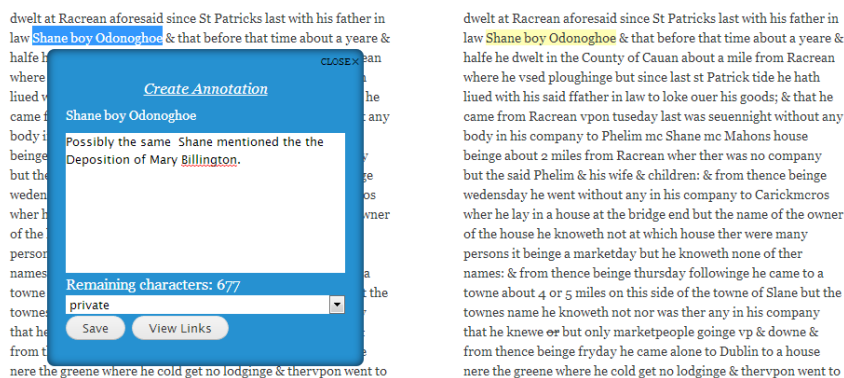 dwelt at Racrean aforesaid since St Patricks last with his father in
law Shane boy Odonoghoe & that before that time about a yeare &
halfe
where
liued he
came any
body
beinge
but the
of the
towne the
townes
that he
from
nere the greene where he cold get no lodginge & thervpon went to
CLOSE×
Create Annotation
Shane boy Odonoghoe
Possibly the same Shane mentioned the the
Deposition of Mary Billington.
Remaining characters: 677
private
Save View Links
dwelt at Racrean aforesaid since St Patricks last with his father in
law Shane boy Odonoghoe & that before that time about a yeare &
halfe he dwelt in the County of Cauan about a mile from Racrean
where he vsed ploughinge but since last st Patrick tide he hath
liued with his said ffather in law to loke ouer his goods; & that he
came from Racrean vpon tuseday last was seuennight without any
body in his company to Phelim mc Shane mc Mahons house
beinge about 2 miles from Racrean wher ther was no company
but the said Phelim & his wife & children: & from thence beinge
wedensday he went without any in his company to Carickmcros
wher he lay in a house at the bridge end but the name of the owner
of the house he knoweth not at which house ther were many
persons it beinge a marketday but he knoweth none of ther
names: & from thence beinge thursday followinge he came to a
towne about 4 or 5 miles on this side of the towne of Slane but the
townes name he knoweth not nor was ther any in his company
that he knewe or but only marketpeople goinge vp & downe &
from thence beinge fryday he came alone to Dublin to a house
nere the greene where he cold get no lodginge & thervpon went to